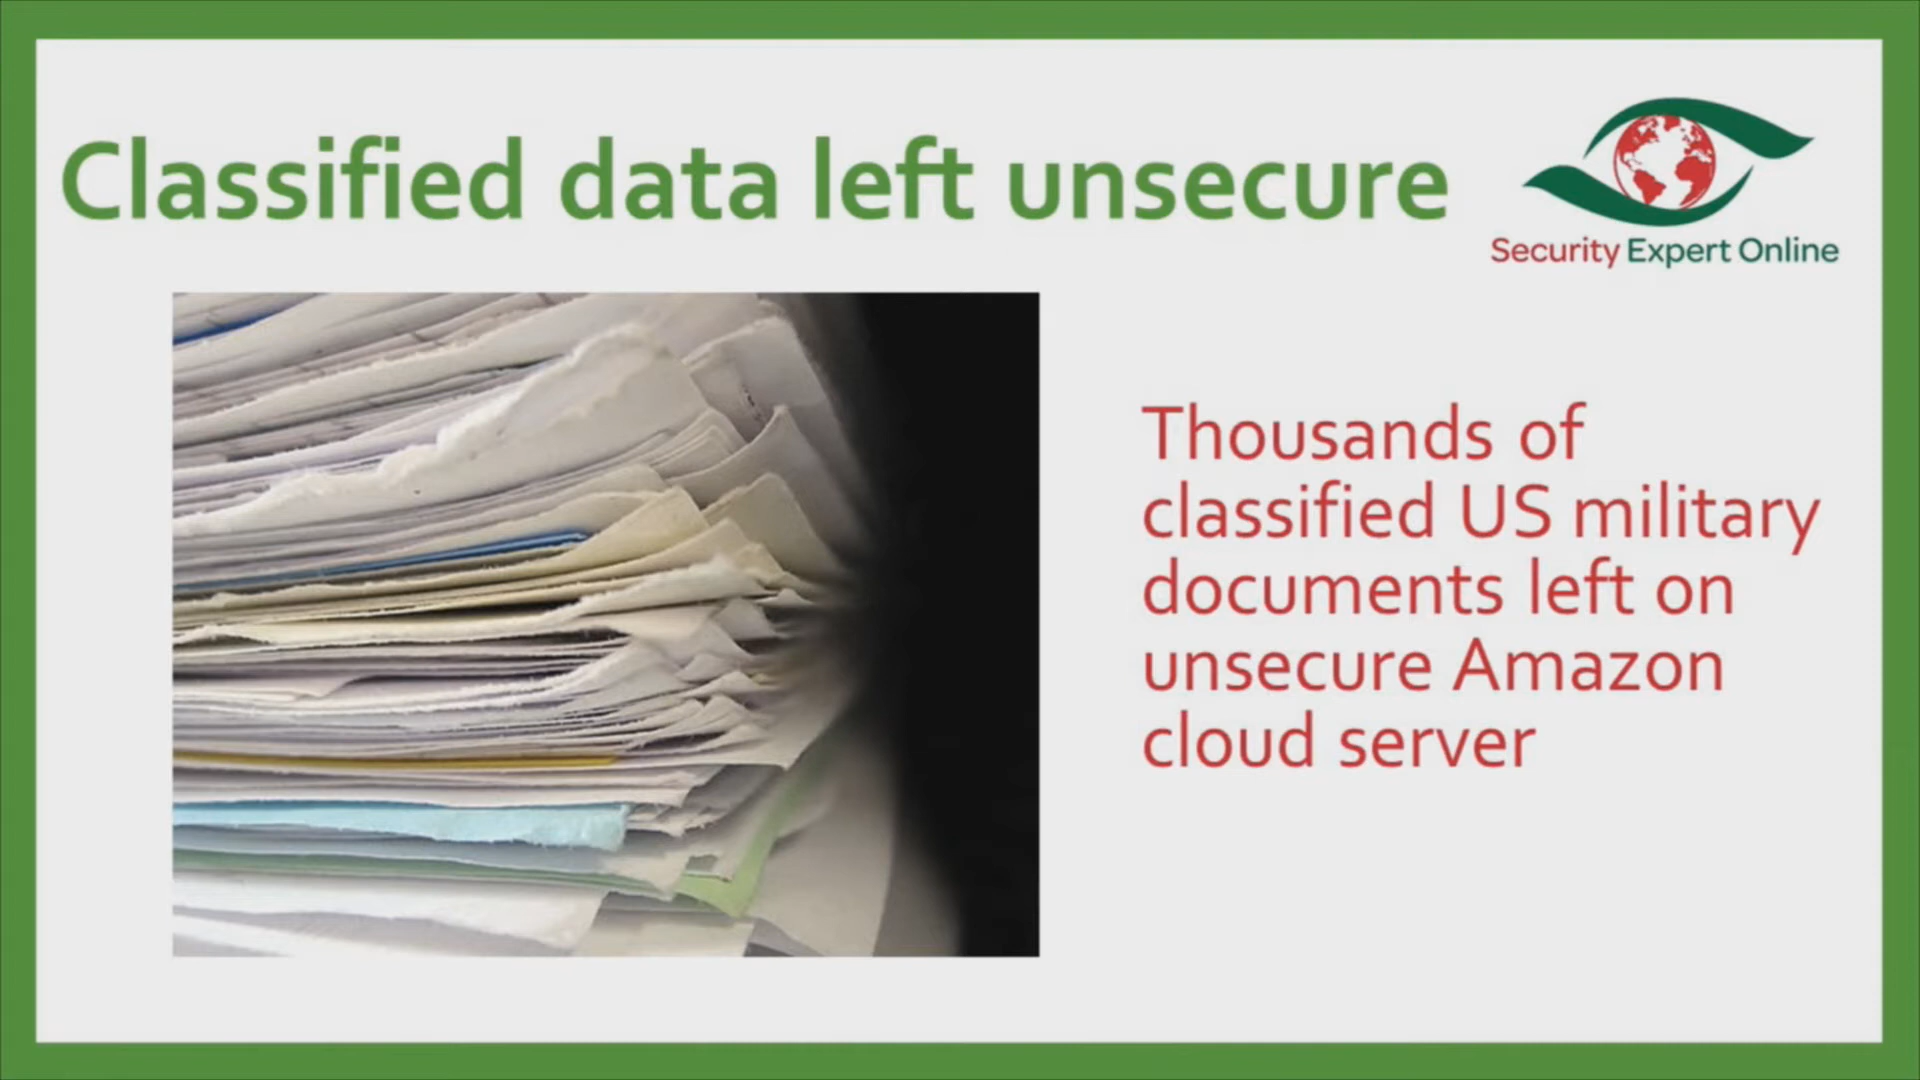 Classified data left unsecure
Security Expert Online
Thousands of
classified US military
documents left on
unsecure Amazon
cloud server